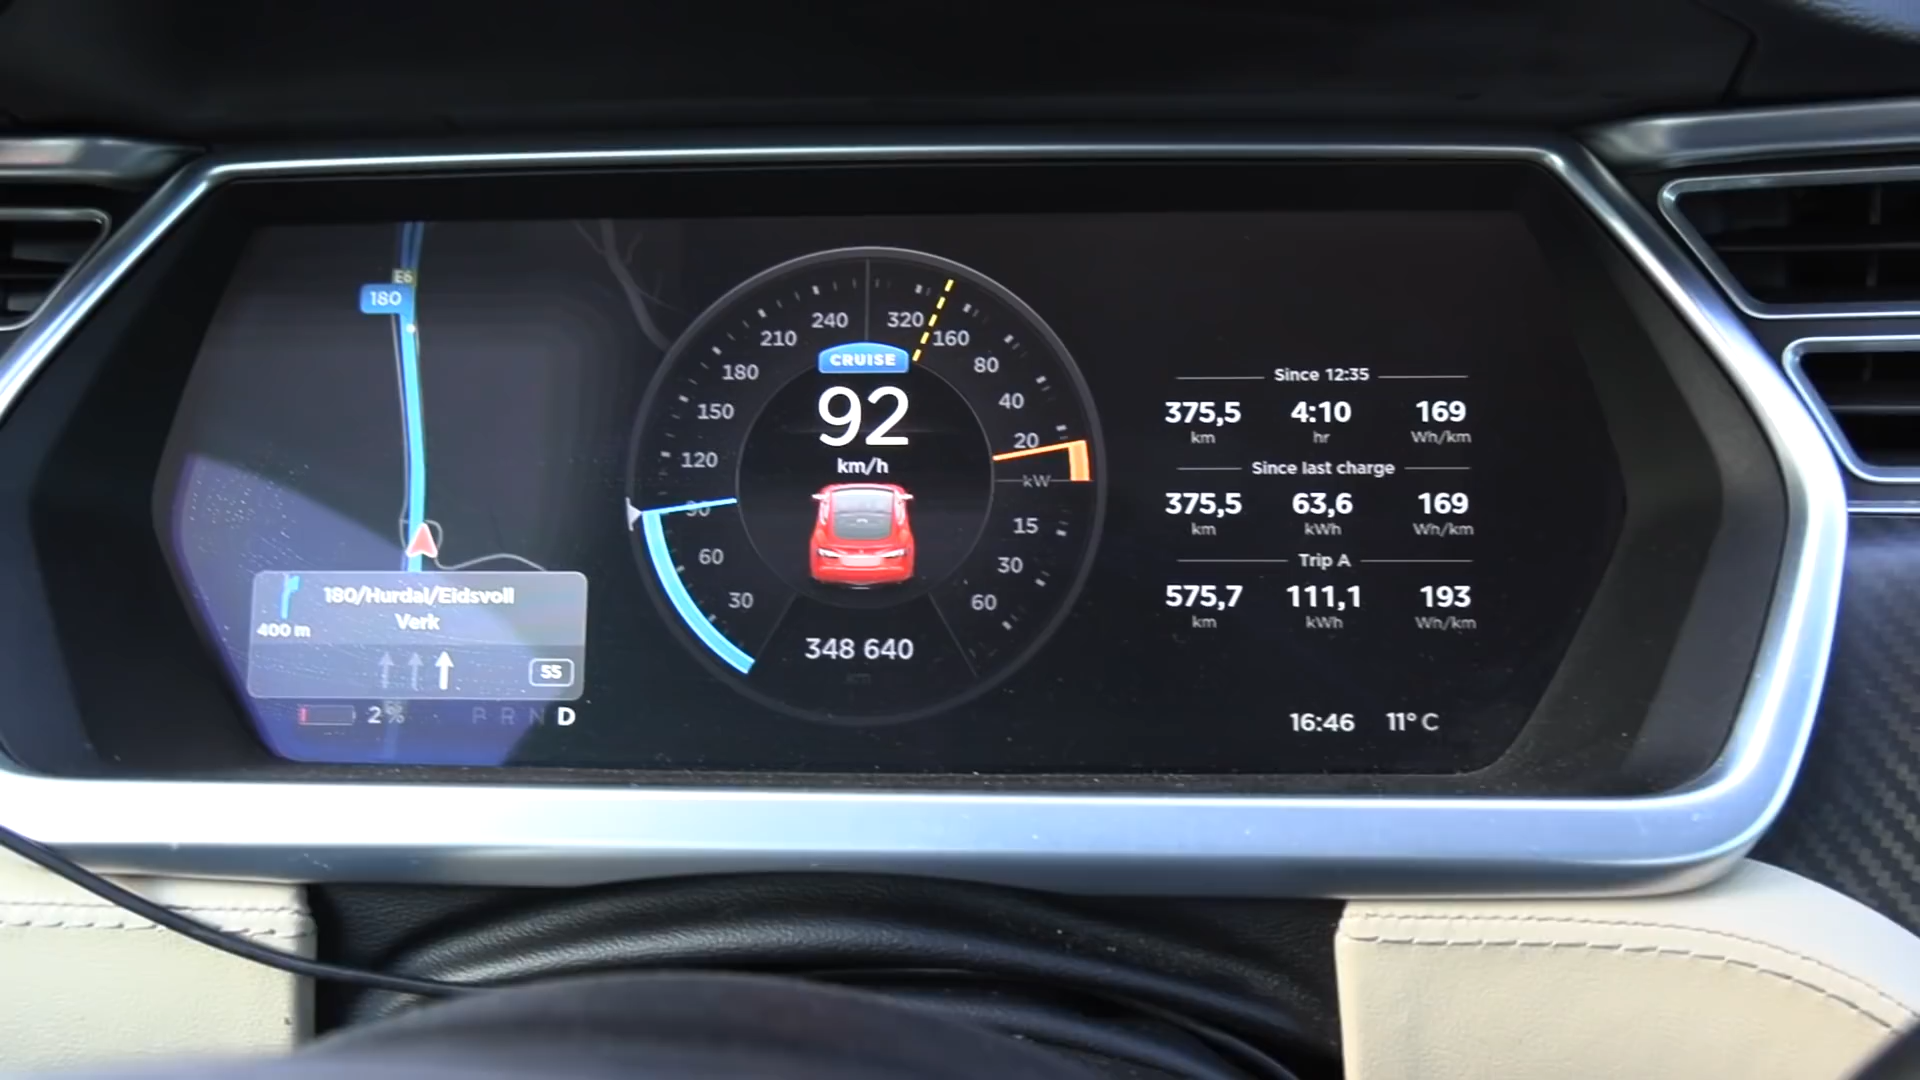 E6
180
180/Hurdal/Eidsvoll
Verk
400 m
55
2%
P R N D
240
320
210
160
180
80
150
40
120
20
90
kW
60
15
30
30
60
CRUISE
92
km/h
348 640
km
Since 12:35
375,5 4:10 169
km hr Wh/km
Since last charge
375,5 63,6 169
km kWh Wh/km
Trip A
575,7 111,1 193
km kWh Wh/km
16:46 11°C